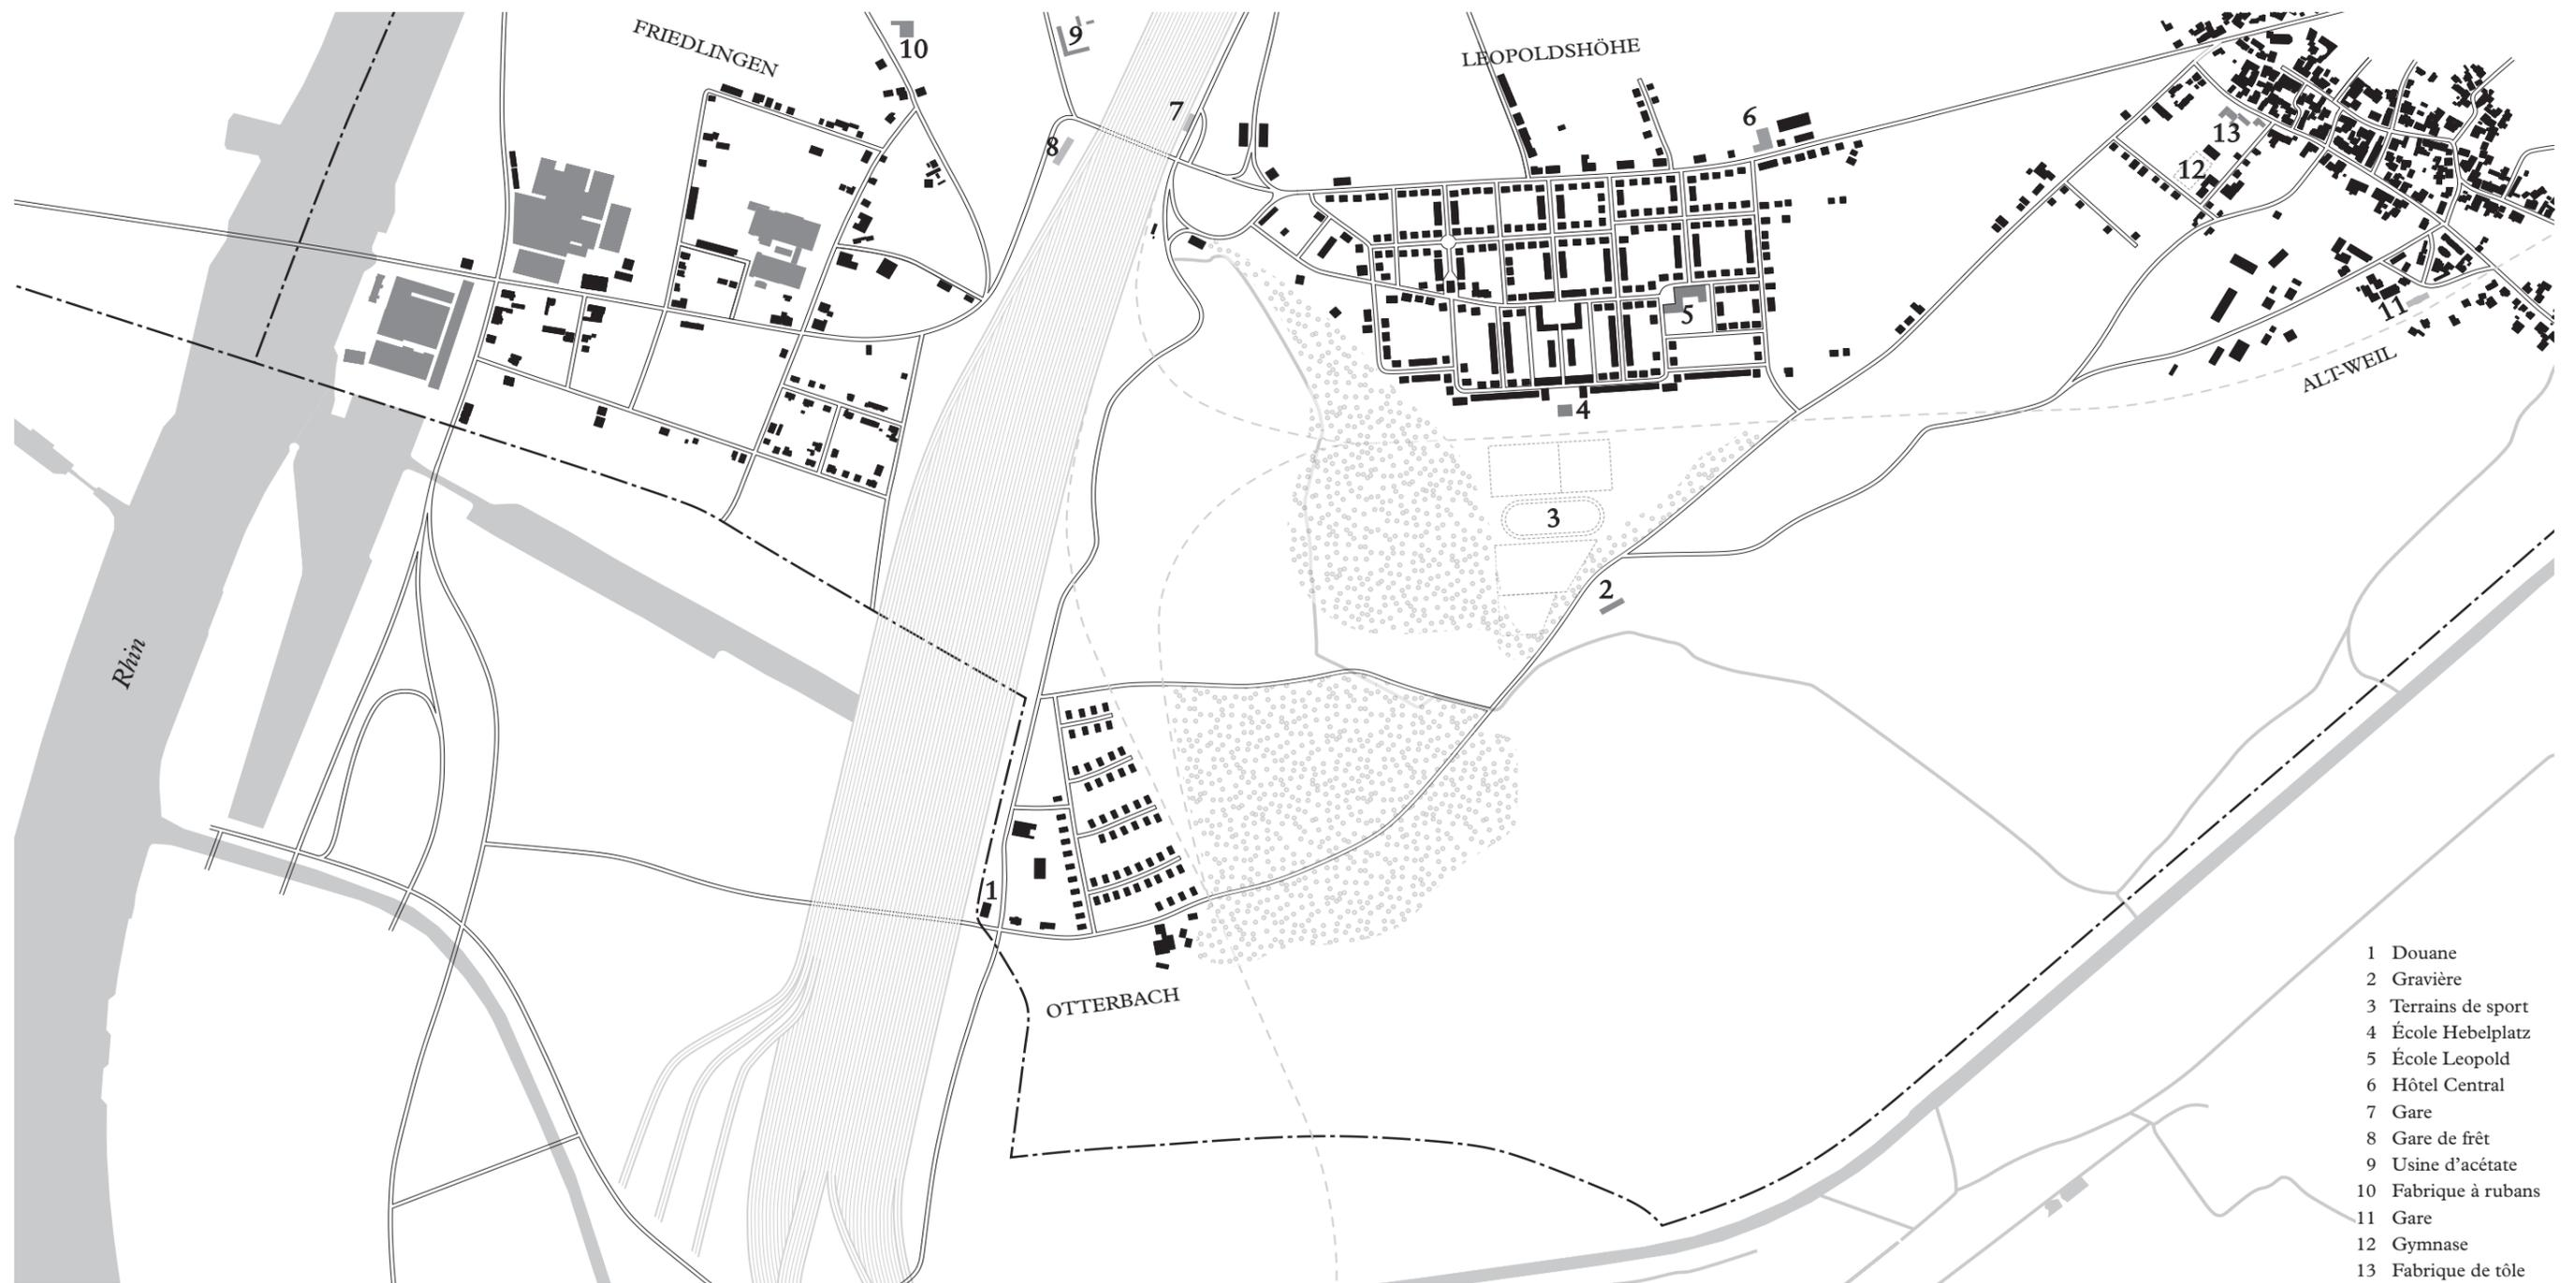 FRIEDLINGEN
10
9
LEOPOLDSHÖHE
7
8
6
13
12
5
11
ALT-WEIL
4
3
2
Rhin
1
OTTERBACH
1 Douane
2 Gravière
3 Terrains de sport
4 École Hebelplatz
5 École Leopold
6 Hôtel Central
7 Gare
8 Gare de frêt
9 Usine d'acétate
10 Fabrique à rubans
11 Gare
12 Gymnase
13 Fabrique de tôle